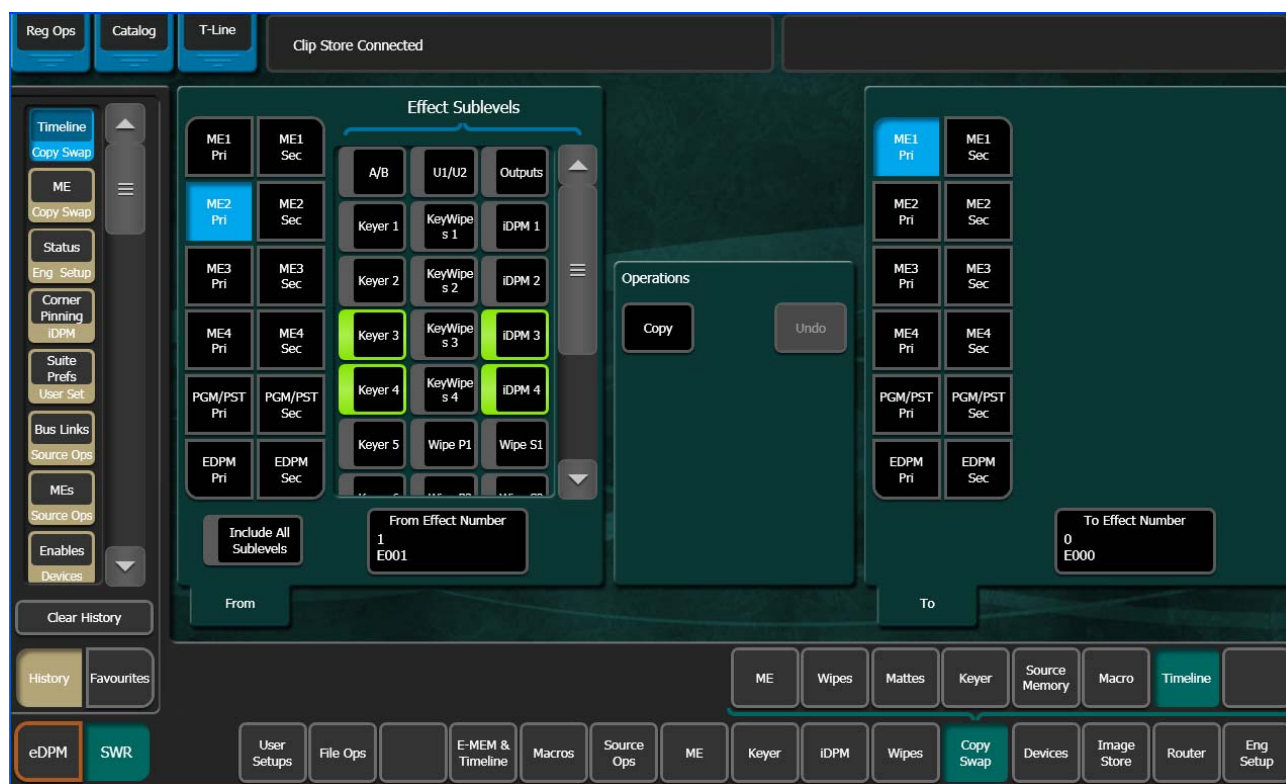 Reg Ops
Catalog
T-Line
Clip Store Connected
Timeline
Copy Swap
ME
Copy Swap
Status
Eng Setup
Corner
Pinning
iDPM
Suite
Prefs
User Set
Bus Links
Source Ops
MEs
Source Ops
Enables
Devices
Clear History
History
Favourites
eDPM
SWR
ME1
Pri
ME1
Sec
ME2
Pri
ME2
Sec
ME3
Pri
ME3
Sec
ME4
Pri
ME4
Sec
PGM/PST
Pri
PGM/PST
Sec
EDPM
Pri
EDPM
Sec
Effect Sublevels
A/B
U1/U2
Outputs
Keyer 1
KeyWipe
s 1
iDPM 1
Keyer 2
KeyWipe
s 2
iDPM 2
Keyer 3
KeyWipe
s 3
iDPM 3
Keyer 4
KeyWipe
s 4
iDPM 4
Keyer 5
Wipe P1
Wipe S1
Include All
Sublevels
From Effect Number
1
E001
From
Operations
Copy
Undo
ME1
Pri
ME1
Sec
ME2
Pri
ME2
Sec
ME3
Pri
ME3
Sec
ME4
Pri
ME4
Sec
PGM/PST
Pri
PGM/PST
Sec
EDPM
Pri
EDPM
Sec
To Effect Number
0
E000
To
ME
Wipes
Mattes
Keyer
Source
Memory
Macro
Timeline
User
Setups
File Ops
E-MEM &
Timeline
Macros
Source
Ops
ME
Keyer
iDPM
Wipes
Copy
Swap
Devices
Image
Store
Router
Eng
Setup